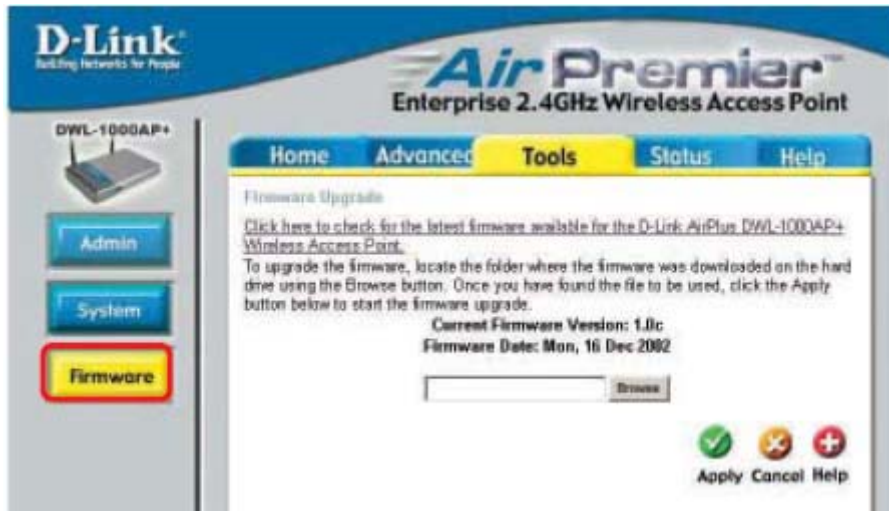 D-Link
Building Networks for People
Air Premier™
Enterprise 2.4GHz Wireless Access Point
DWL-1000AP+
Home Advanced Tools Status Help
Admin
System
Firmware
Firmware Upgrade
Click here to check for the latest firmware available for the D-Link AirPlus DWL-1000AP+
Wireless Access Point.
To upgrade the firmware, locate the folder where the firmware was downloaded on the hard
drive using the Browse button. Once you have found the file to be used, click the Apply
button below to start the firmware upgrade.
Current Firmware Version: 1.0c
Firmware Date: Mon, 16 Dec 2002
Browse
Apply Cancel Help